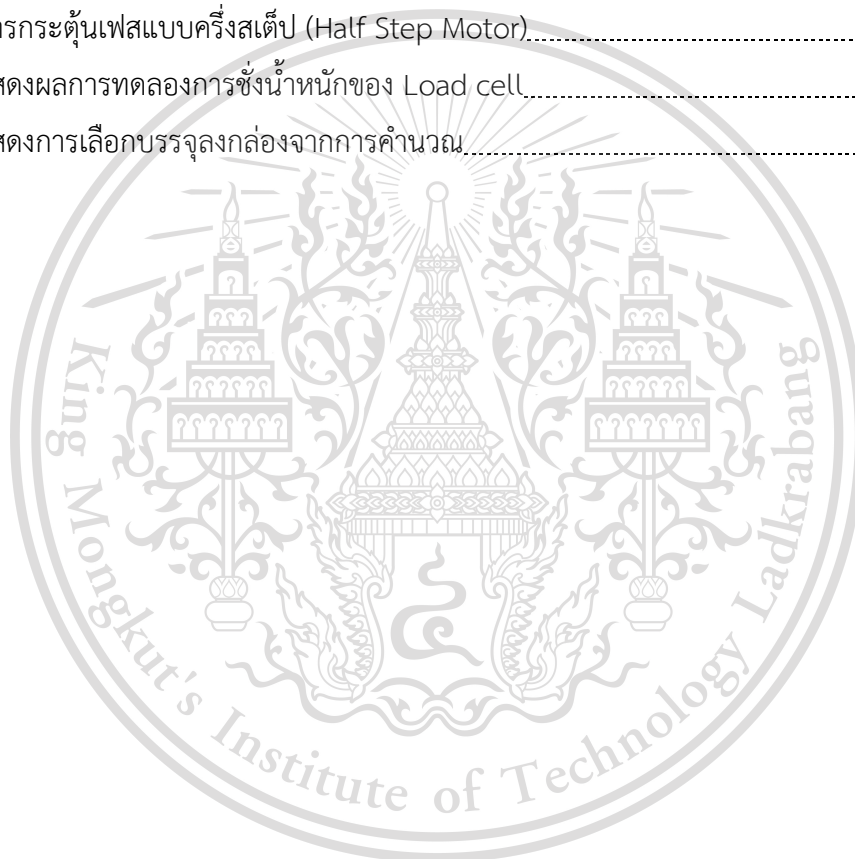 ารกระตุ้นเฟสแบบครึ่งสเต็ป (Half Step Motor)
สดงผลการทดลองการชั่งน้ำหนักของ Load cell
สดงการเลือกบรรจุลงกล่องจากการคำนวณ
King Mongkut's Institute of Technology Ladkrabang